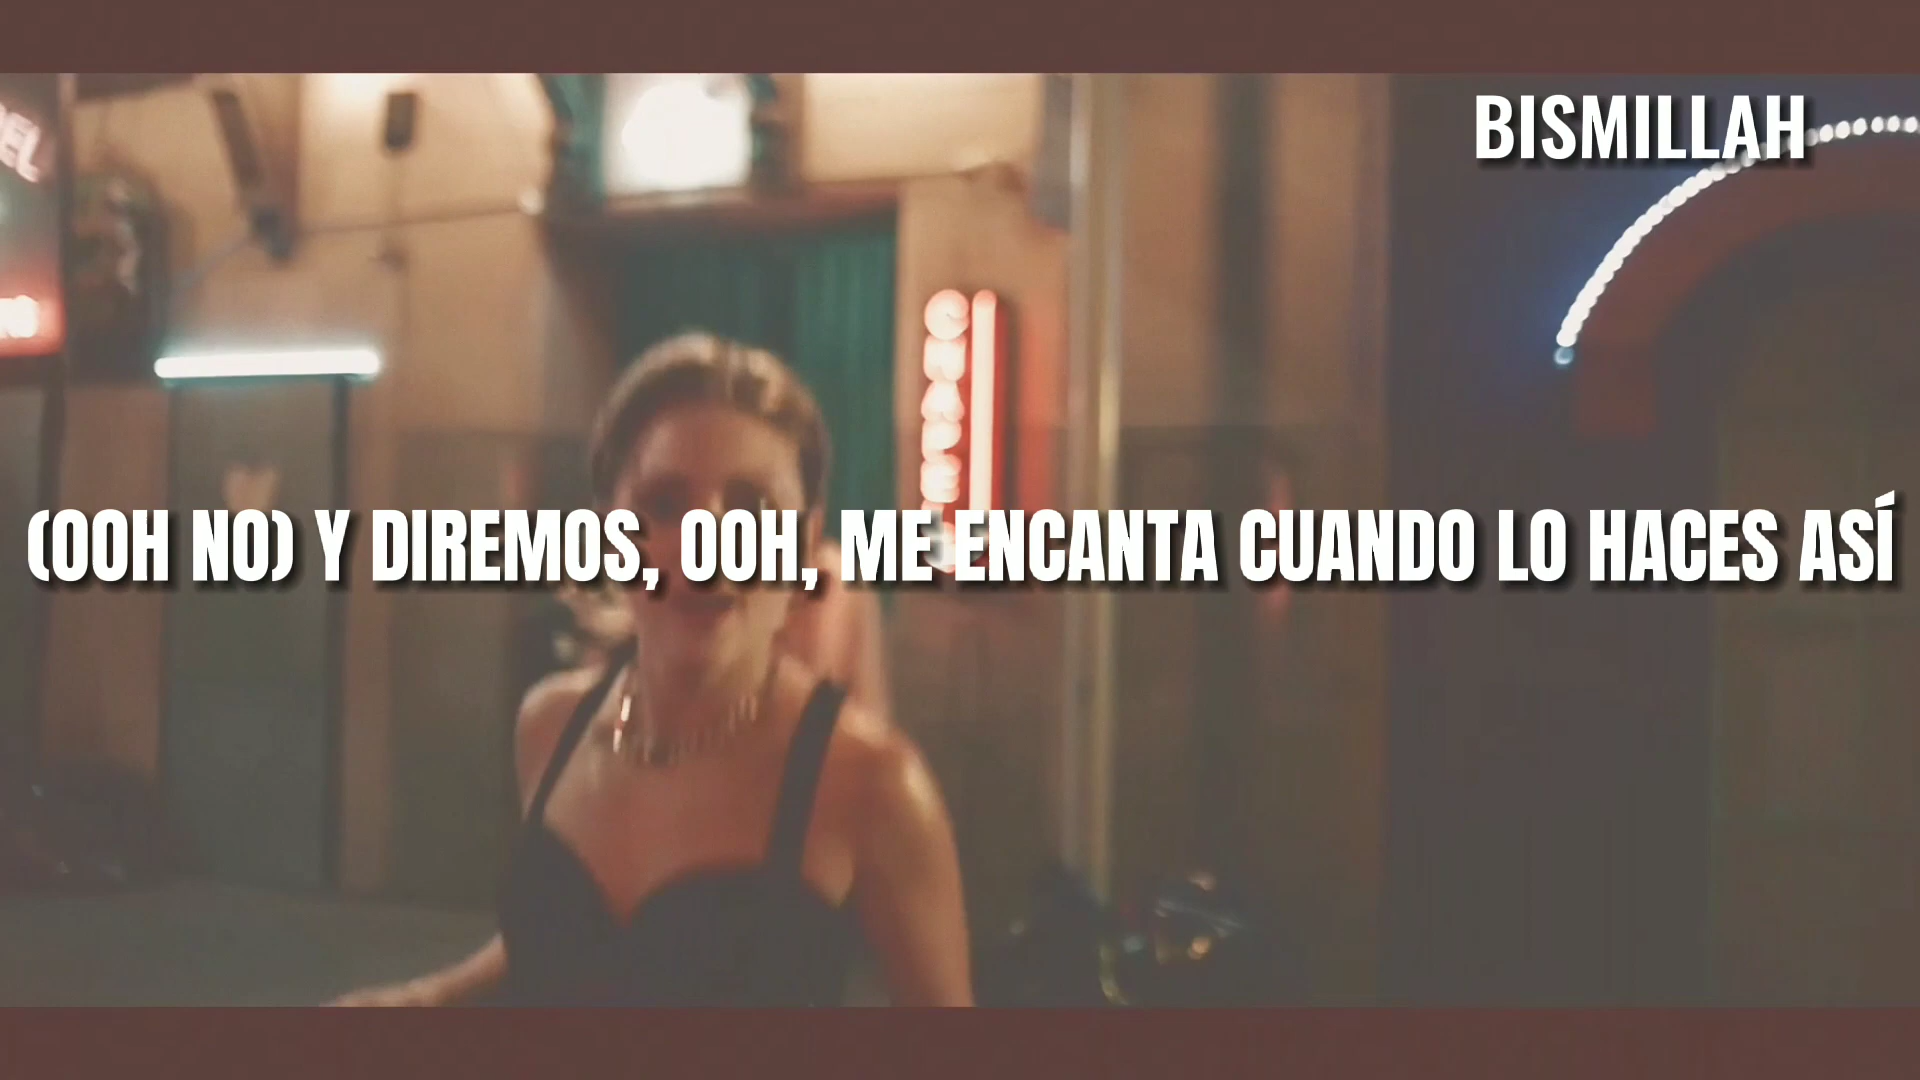 BISMILLAH
(OOH NO) Y DIREMOS, OOH, ME ENCANTA CUANDO LO HACES ASÍ